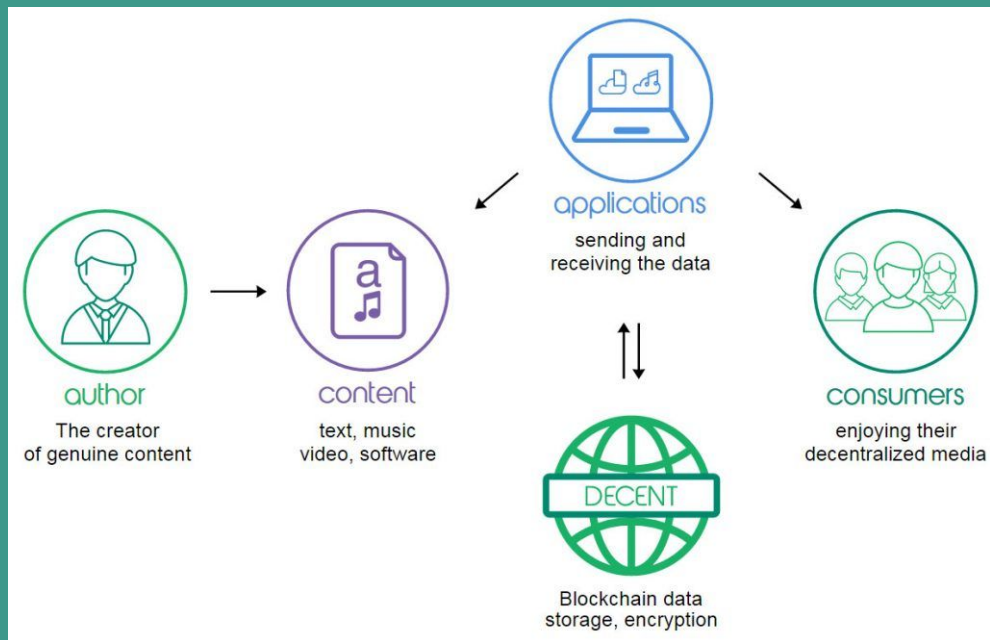 applications
sending and
receiving the data
author
The creator
of genuine content
a
content
text, music
video, software
consumers
enjoying their
decentralized media
DECENT
Blockchain data
storage, encryption